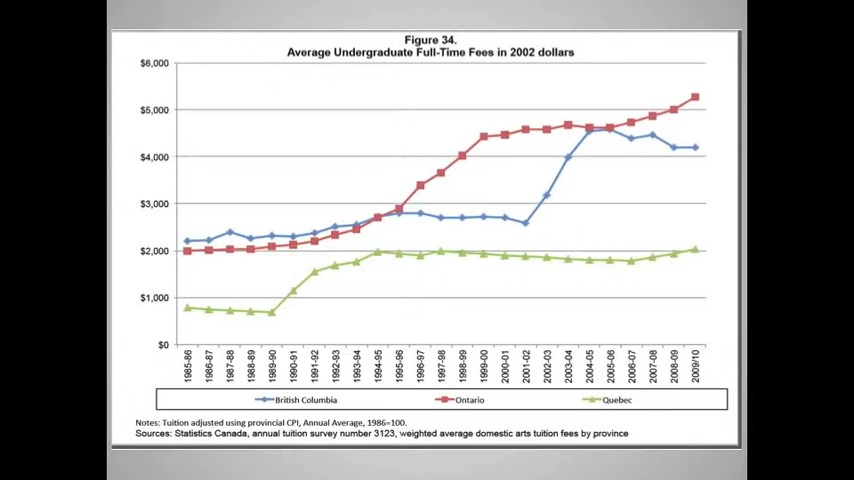 Figure 34.
Average Undergraduate Full-Time Fees in 2002 dollars
$6,000
$5,000
$4,000
$3,000
$2,000
$1,000
$0
1985-86 1986-87 1987-88 1988-89 1989-90 1990-91 1991-92 1992-93 1993-94 1994-95 1995-96 1996-97 1997-98 1998-99 1999-00 2000-01 2001-02 2002-03 2003-04 2004-05 2005-06 2006-07 2007-08 2008-09 2009/10
British Columbia Ontario Quebec
Notes: Tuition adjusted using provincial CPI, Annual Average, 1986=100.
Sources: Statistics Canada, annual tuition survey number 3123, weighted average domestic arts tuition fees by province